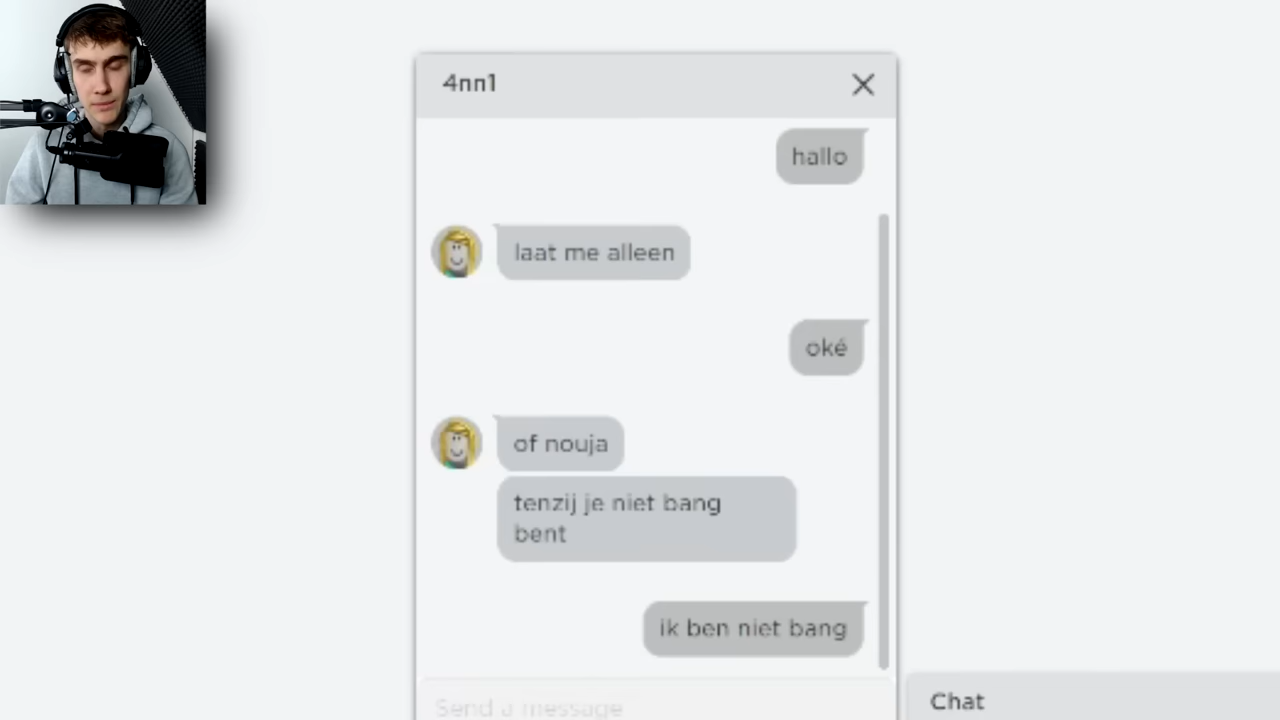 4nn1
hallo
laat me alleen
oké
of nouja
tenzij je niet bang
bent
ik ben niet bang
Send a message
Chat